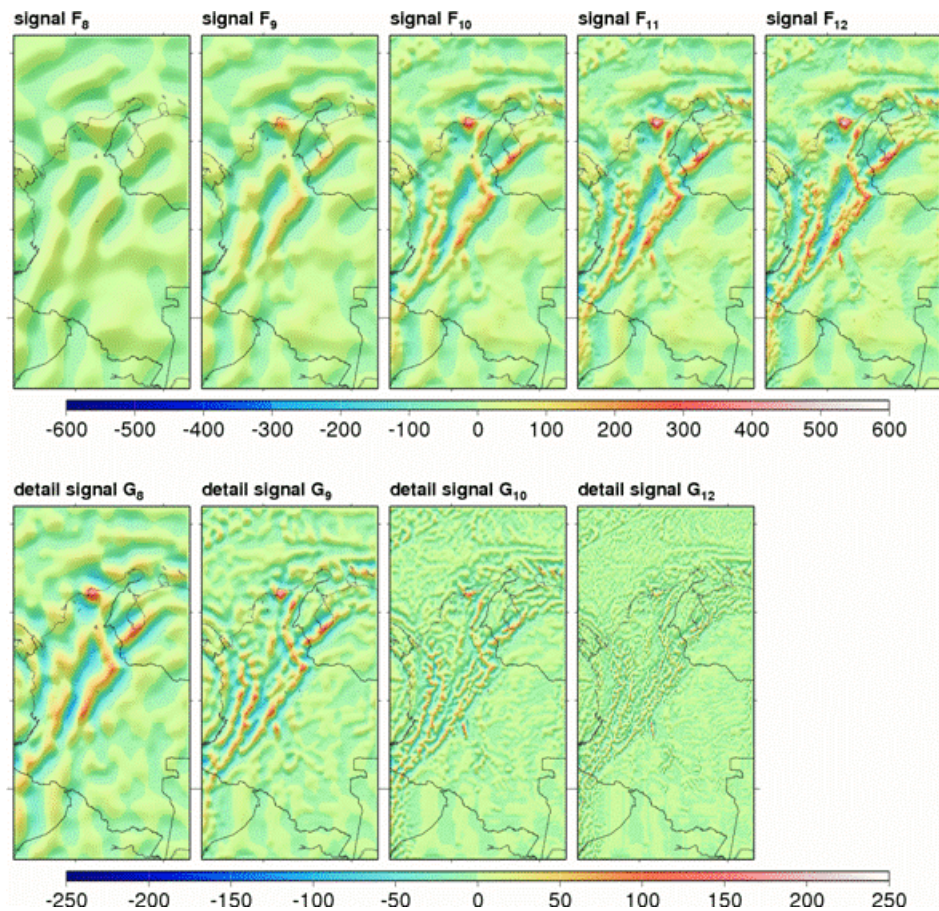 signal F8 signal F9 signal F10 signal F11 signal F12
-600 -500 -400 -300 -200 -100 0 100 200 300 400 500 600
detail signal G8 detail signal G9 detail signal G10 detail signal G12
-250 -200 -150 -100 -50 0 50 100 150 200 250